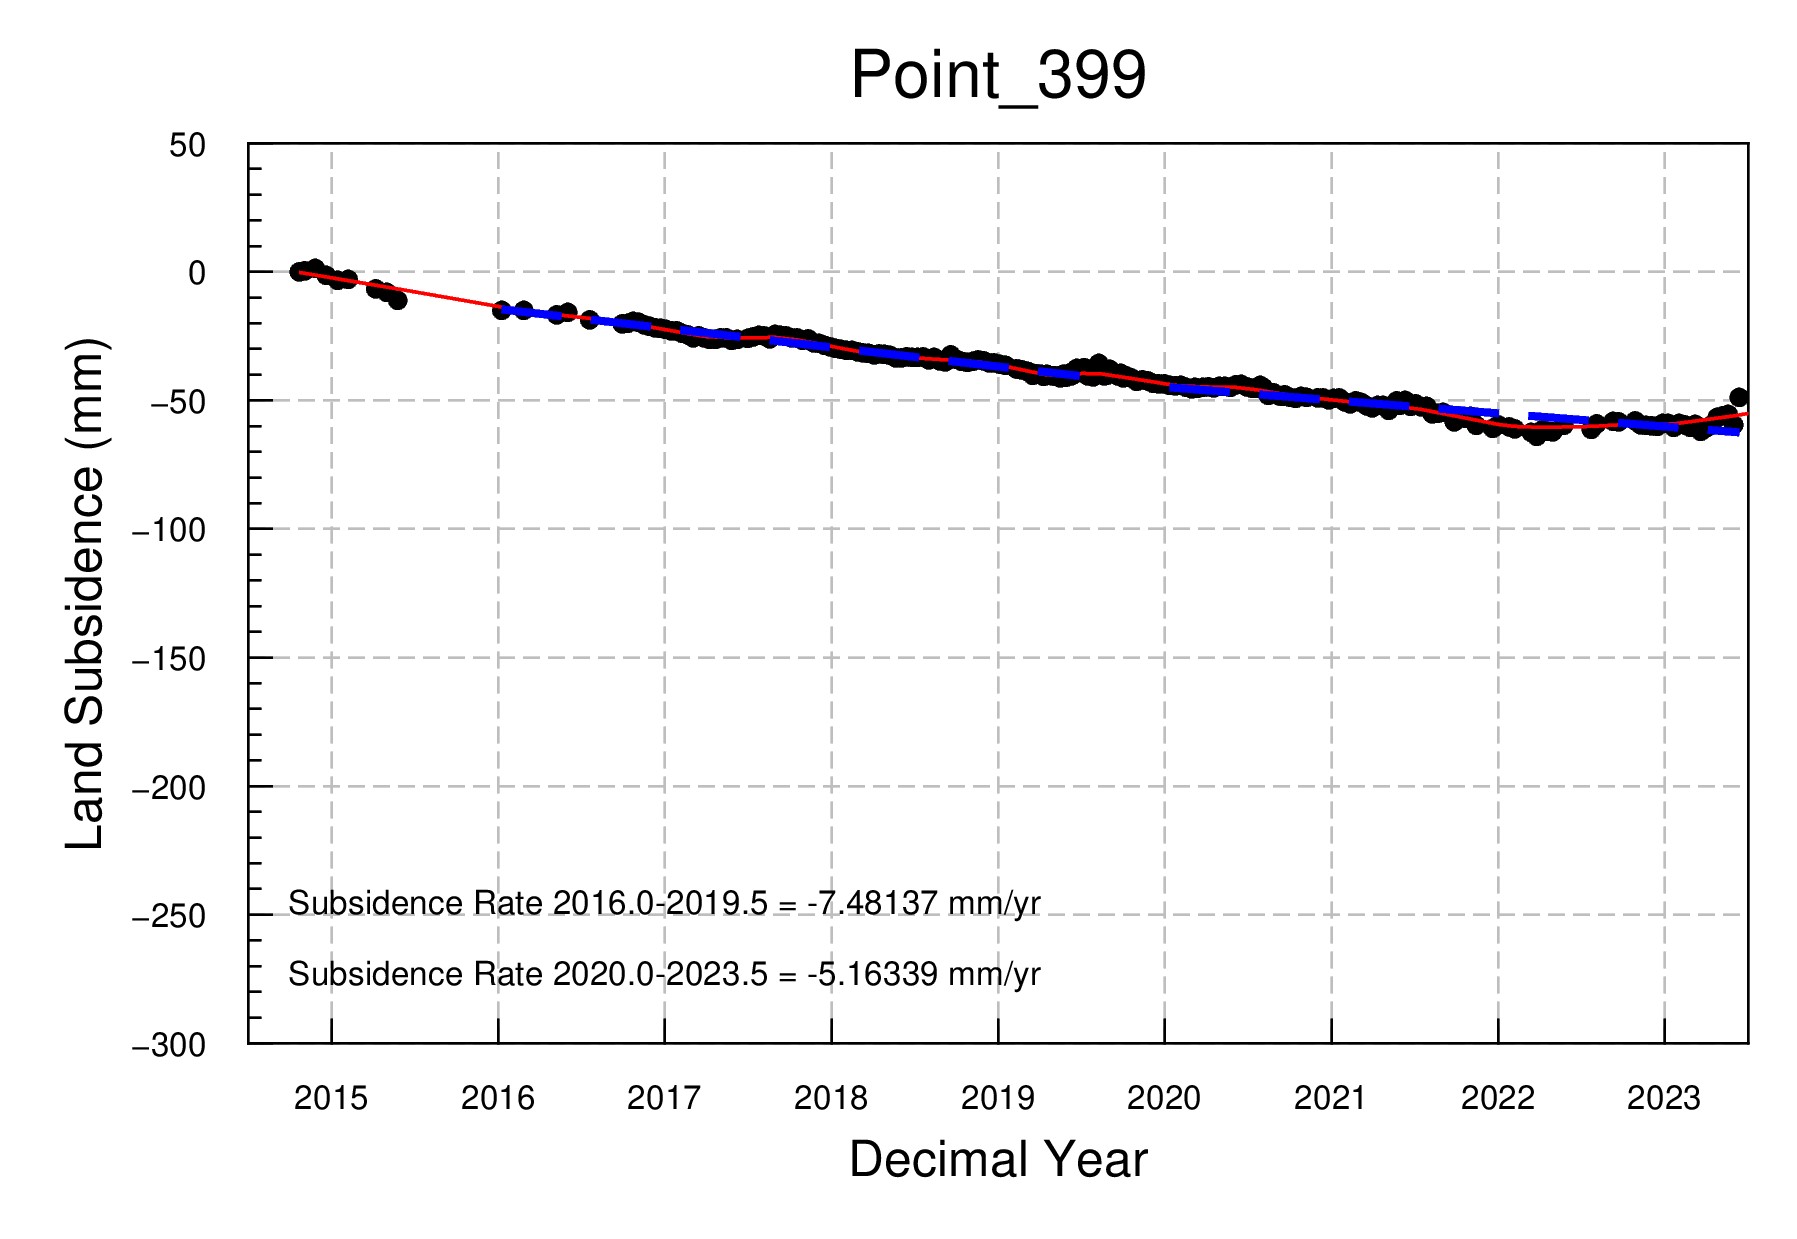 Point_399
50
0
−50
−100
−150
−200
−250
−300
Land Subsidence (mm)
Subsidence Rate 2016.0-2019.5 = -7.48137 mm/yr
Subsidence Rate 2020.0-2023.5 = -5.16339 mm/yr
2015 2016 2017 2018 2019 2020 2021 2022 2023
Decimal Year